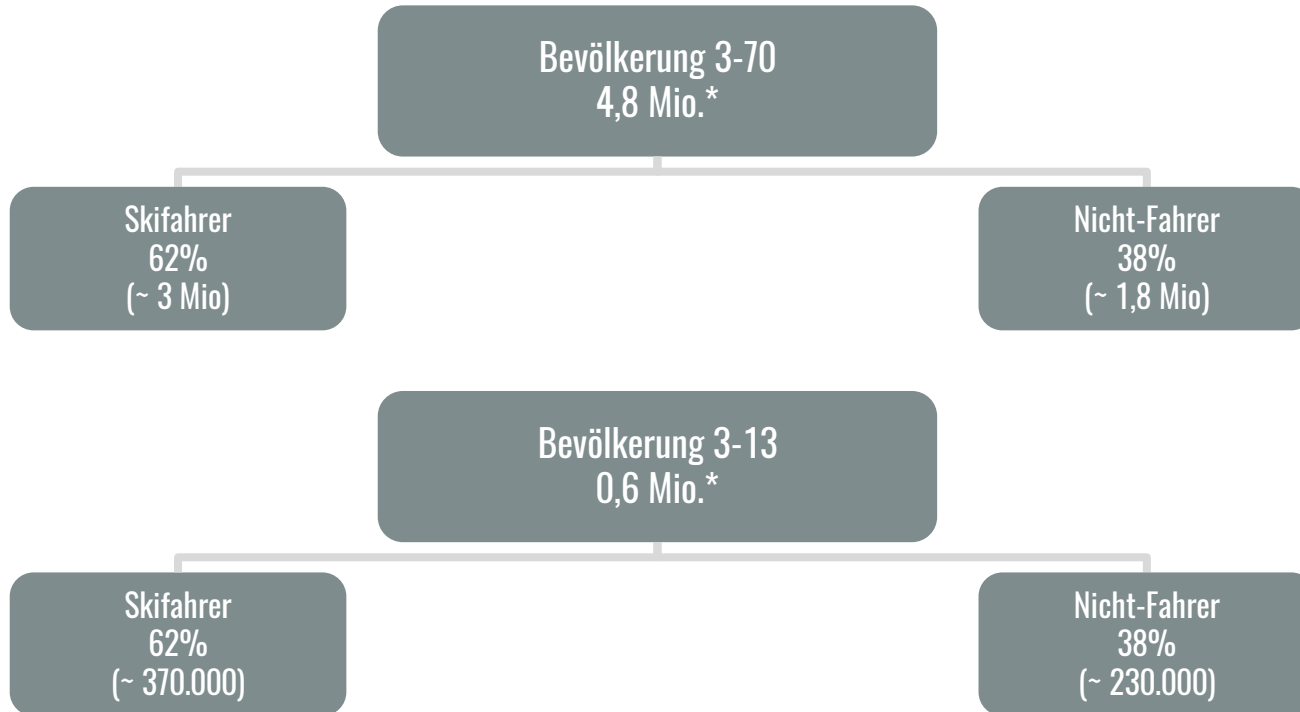 Bevölkerung 3-70
4,8 Mio.*
Skifahrer
62%
(~ 3 Mio)
Nicht-Fahrer
38%
(~ 1,8 Mio)
Bevölkerung 3-13
0,6 Mio.*
Skifahrer
62%
(~ 370.000)
Nicht-Fahrer
38%
(~ 230.000)